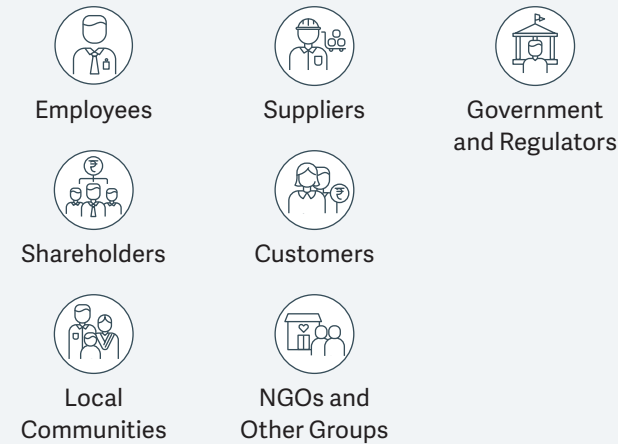 Employees
Suppliers
Government
and Regulators
₹
Shareholders
₹
Customers
Local
Communities
NGOs and
Other Groups